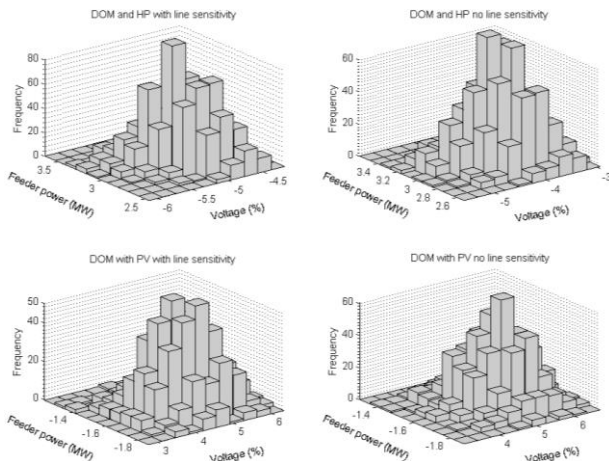 DOM and HP with line sensitivity
80
60
40
20
0
Frequency
3.5
3
2.5
Feeder power (MW)
-6
-5.5
-5
-4.5
Voltage (%)
DOM and HP no line sensitivity
60
40
20
0
Frequency
3.4
3.2
3
2.8
2.6
Feeder power (MW)
-5
-4
-3
Voltage (%)
DOM with PV with line sensitivity
50
40
20
0
Frequency
-1.4
-1.6
-1.8
Feeder power (MW)
3
4
5
6
Voltage (%)
DOM with PV no line sensitivity
60
40
20
0
Frequency
-1.4
-1.6
-1.8
Feeder power (MW)
4
5
6
Voltage (%)